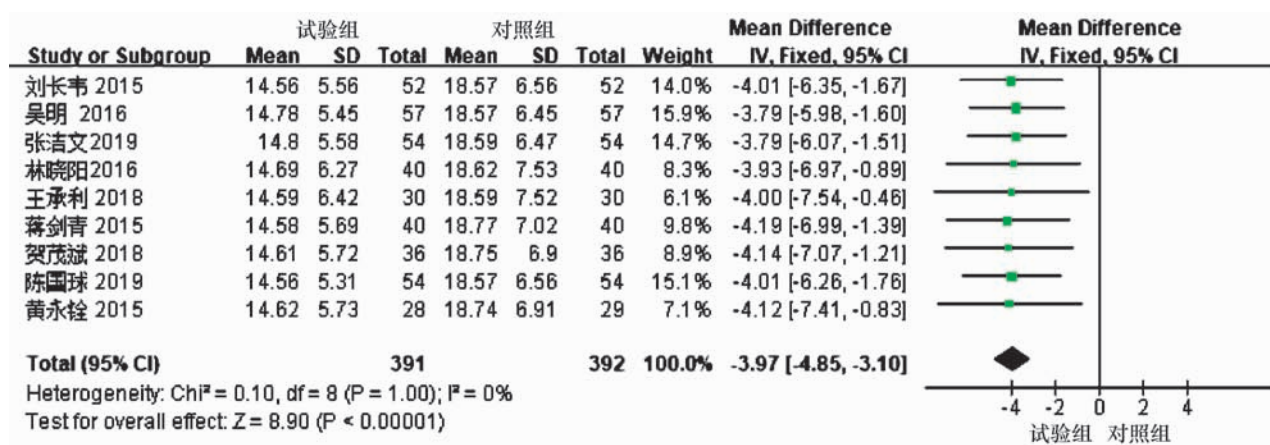 试验组 对照组 Mean Difference Mean Difference
Study or Subgroup Mean SD Total Mean SD Total Weight IV, Fixed, 95% CI IV, Fixed, 95% CI
刘长韦 2015 14.56 5.56 52 18.57 6.56 52 14.0% -4.01 [-6.35, -1.67]
吴明 2016 14.78 5.45 57 18.57 6.45 57 15.9% -3.79 [-5.98, -1.60]
张洁文2019 14.8 5.58 54 18.59 6.47 54 14.7% -3.79 [-6.07, -1.51]
林晓阳2016 14.69 6.27 40 18.62 7.53 40 8.3% -3.93 [-6.97, -0.89]
王承利 2018 14.59 6.42 30 18.59 7.52 30 6.1% -4.00 [-7.54, -0.46]
蒋剑青 2015 14.58 5.69 40 18.77 7.02 40 9.8% -4.19 [-6.99, -1.39]
贺茂斌 2018 14.61 5.72 36 18.75 6.9 36 8.9% -4.14 [-7.07, -1.21]
陈国球 2019 14.56 5.31 54 18.57 6.56 54 15.1% -4.01 [-6.26, -1.76]
黄永铨 2015 14.62 5.73 28 18.74 6.91 29 7.1% -4.12 [-7.41, -0.83]
Total (95% CI) 391 392 100.0% -3.97 [-4.85, -3.10]
Heterogeneity: Chi² = 0.10, df = 8 (P = 1.00); I² = 0%
Test for overall effect: Z = 8.90 (P < 0.00001)
-4 -2 0 2 4
试验组 对照组